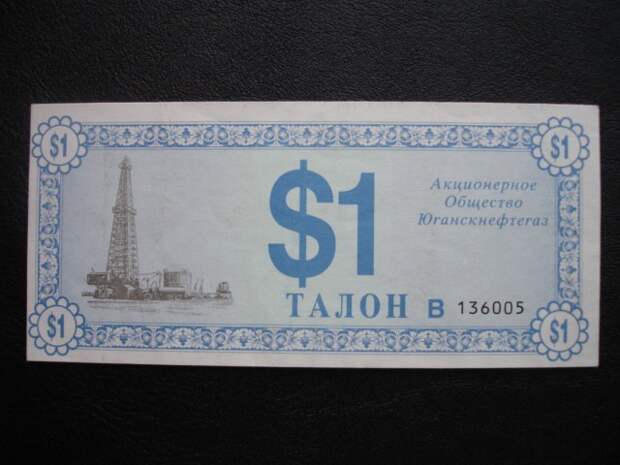 $1
$1
$1
Акционерное
Общество
Юганскнефтегаз
ТАЛОН В 136005
$1
$1